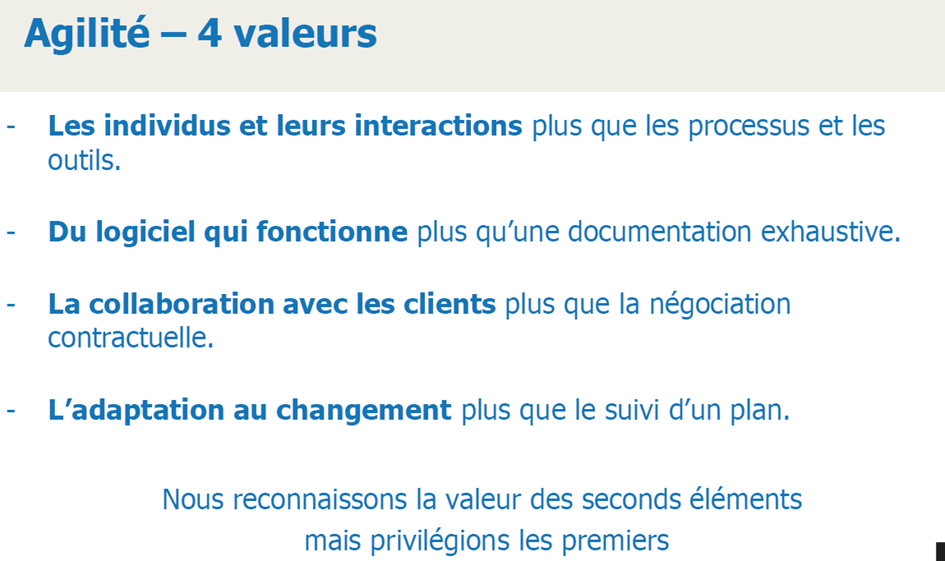 Agilité – 4 valeurs
- Les individus et leurs interactions plus que les processus et les
outils.
- Du logiciel qui fonctionne plus qu’une documentation exhaustive.
- La collaboration avec les clients plus que la négociation
contractuelle.
- L’adaptation au changement plus que le suivi d’un plan.
Nous reconnaissons la valeur des seconds éléments
mais privilégions les premiers